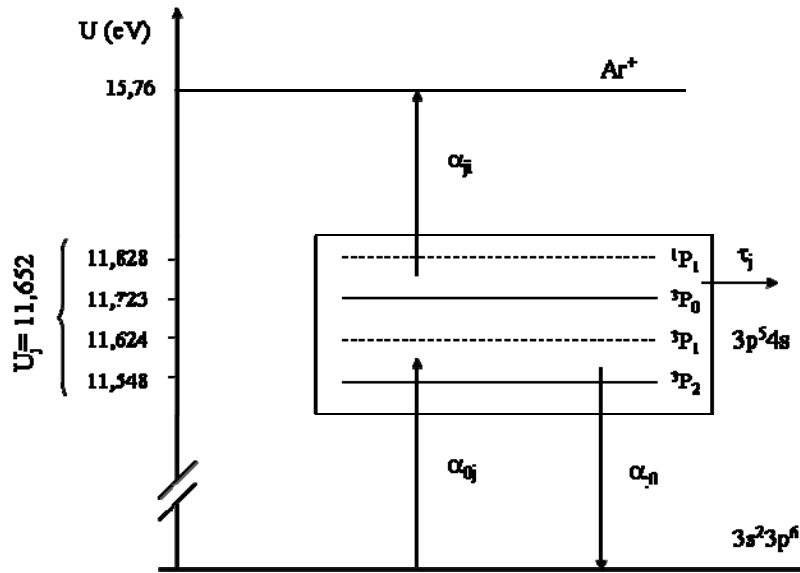 U (eV)
15,76
Ar⁺
αⱼᵢ
Uⱼ= 11,652
11,828
¹P₁
τⱼ
11,723
³P₀
11,624
³P₁
3p⁵4s
11,548
³P₂
α₀ⱼ
αⱼ₀
3s²3p⁶